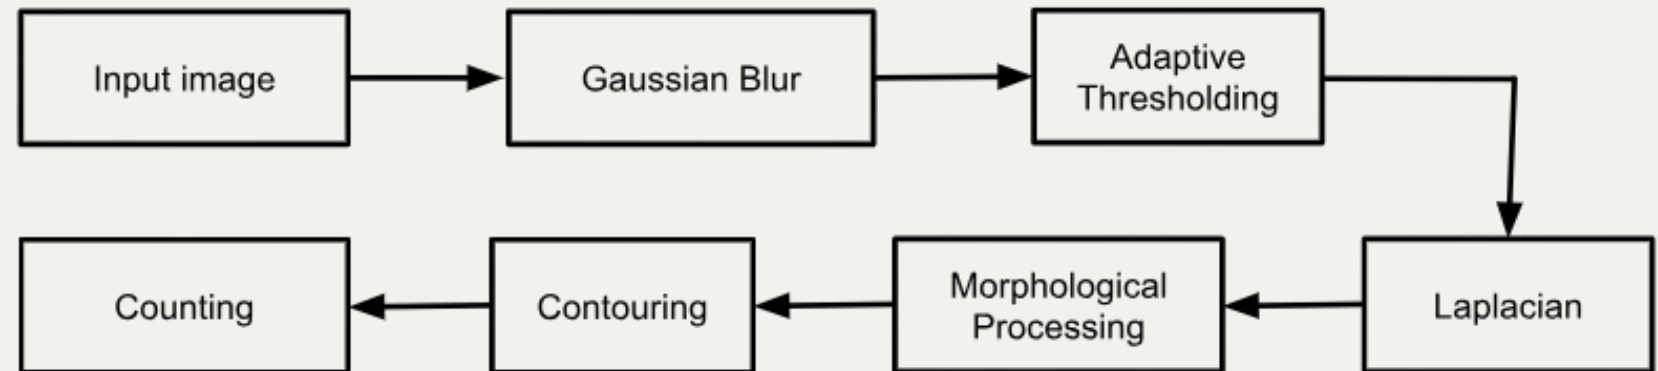 Input image
Gaussian Blur
Adaptive
Thresholding
Laplacian
Morphological
Processing
Contouring
Counting